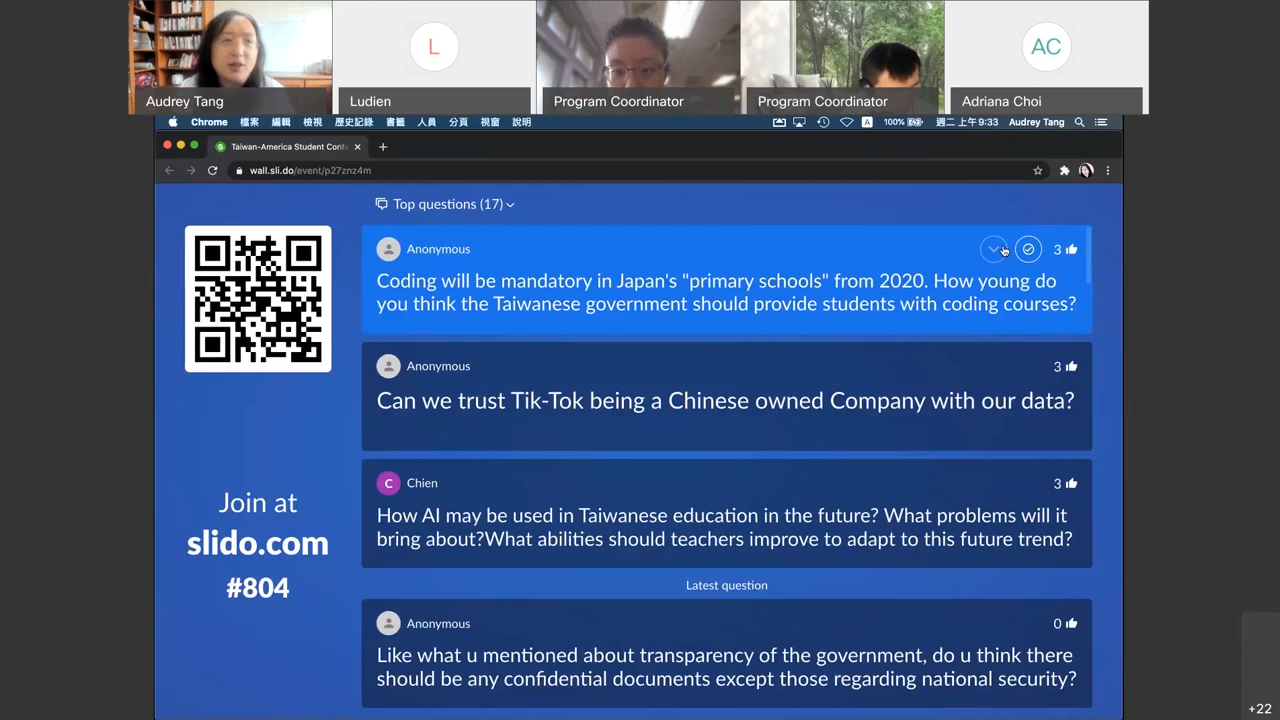 L
AC
Audrey Tang
Ludien
Program Coordinator
Program Coordinator
Adriana Choi
Chrome 檔案 編輯 檢視 歷史記錄 書籤 人員 分頁 視窗 說明
A 100% 週二 上午9:33 Audrey Tang
S Taiwan-America Student Confe
wall.sli.do/event/p27znz4m
Top questions (17)
Anonymous
3
Coding will be mandatory in Japan's "primary schools" from 2020. How young do
you think the Taiwanese government should provide students with coding courses?
Anonymous
3
Can we trust Tik-Tok being a Chinese owned Company with our data?
C Chien
3
How AI may be used in Taiwanese education in the future? What problems will it
bring about?What abilities should teachers improve to adapt to this future trend?
Join at
slido.com
#804
Latest question
Anonymous
0
Like what u mentioned about transparency of the government, do u think there
should be any confidential documents except those regarding national security?
+22